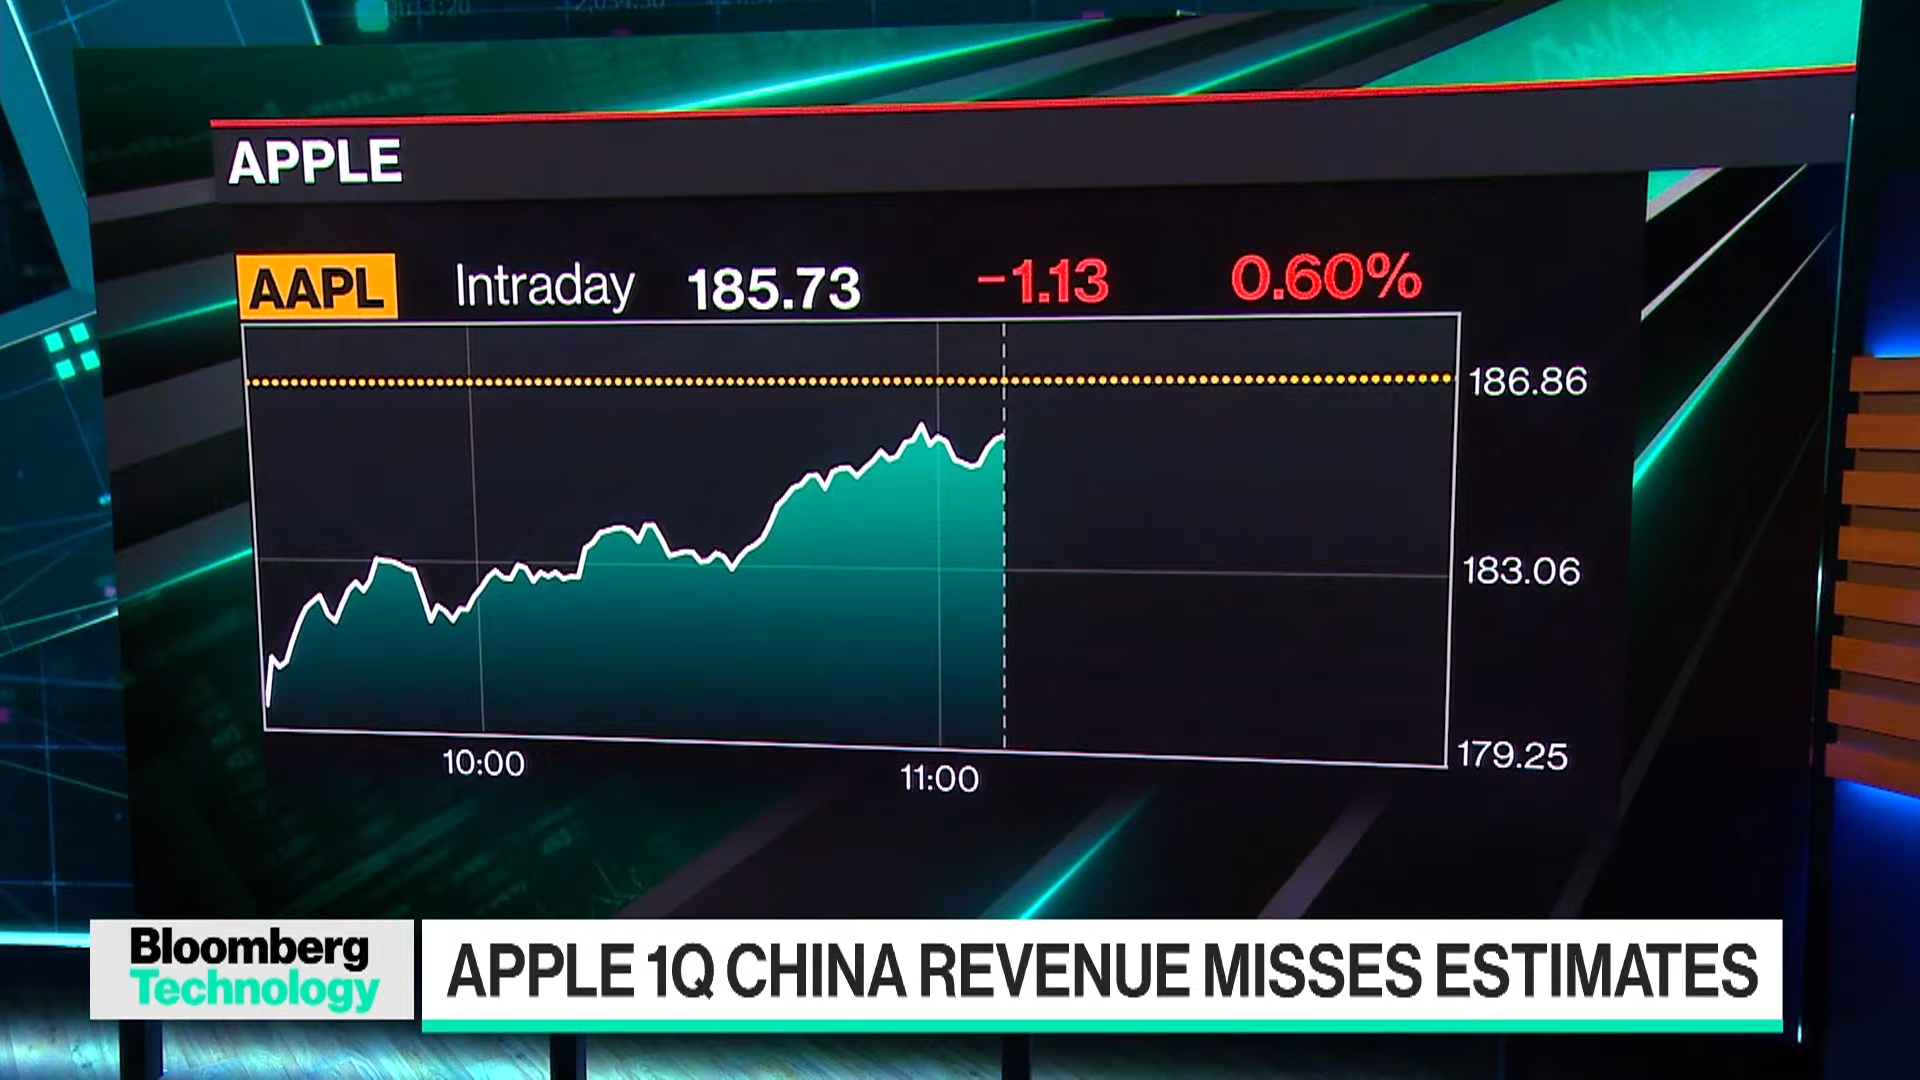 APPLE
AAPL Intraday 185.73 −1.13 0.60%
186.86
183.06
179.25
10:00 11:00
Bloomberg
Technology
APPLE 1Q CHINA REVENUE MISSES ESTIMATES